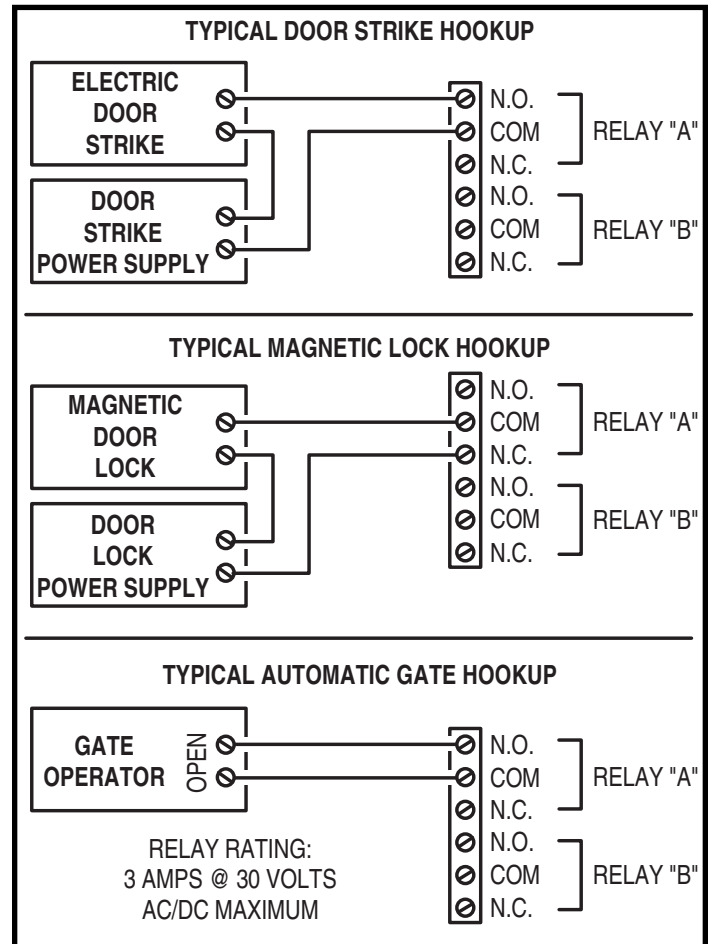 TYPICAL DOOR STRIKE HOOKUP
ELECTRIC
DOOR
STRIKE
DOOR
STRIKE
POWER SUPPLY
N.O.
COM
N.C.
RELAY "A"
N.O.
COM
N.C.
RELAY "B"
TYPICAL MAGNETIC LOCK HOOKUP
MAGNETIC
DOOR
LOCK
DOOR
LOCK
POWER SUPPLY
N.O.
COM
N.C.
RELAY "A"
N.O.
COM
N.C.
RELAY "B"
TYPICAL AUTOMATIC GATE HOOKUP
GATE
OPERATOR
OPEN
N.O.
COM
N.C.
RELAY "A"
N.O.
COM
N.C.
RELAY "B"
RELAY RATING:
3 AMPS @ 30 VOLTS
AC/DC MAXIMUM